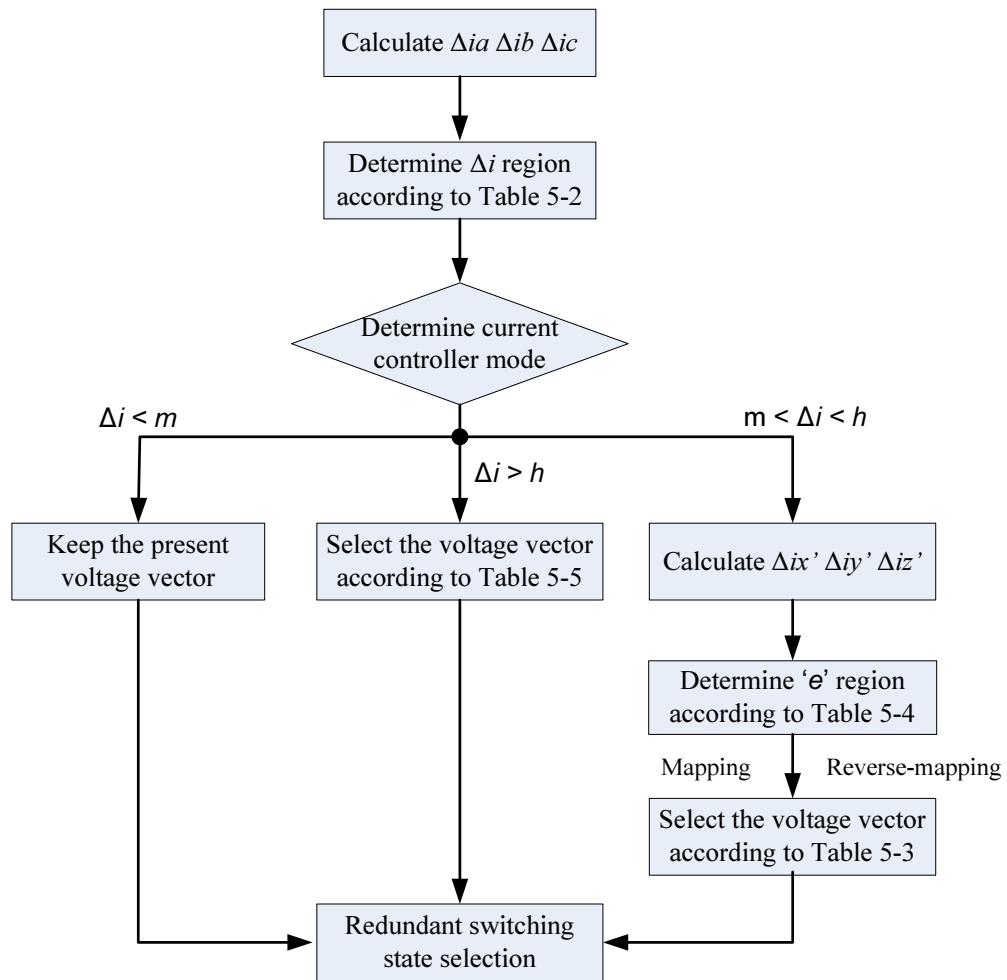 Calculate Δia Δib Δic
Determine Δi region
according to Table 5-2
Determine current
controller mode
Δi < m
m < Δi < h
Δi > h
Keep the present
voltage vector
Select the voltage vector
according to Table 5-5
Calculate Δix’ Δiy’ Δiz’
Determine ‘e’ region
according to Table 5-4
Mapping
Reverse-mapping
Select the voltage vector
according to Table 5-3
Redundant switching
state selection